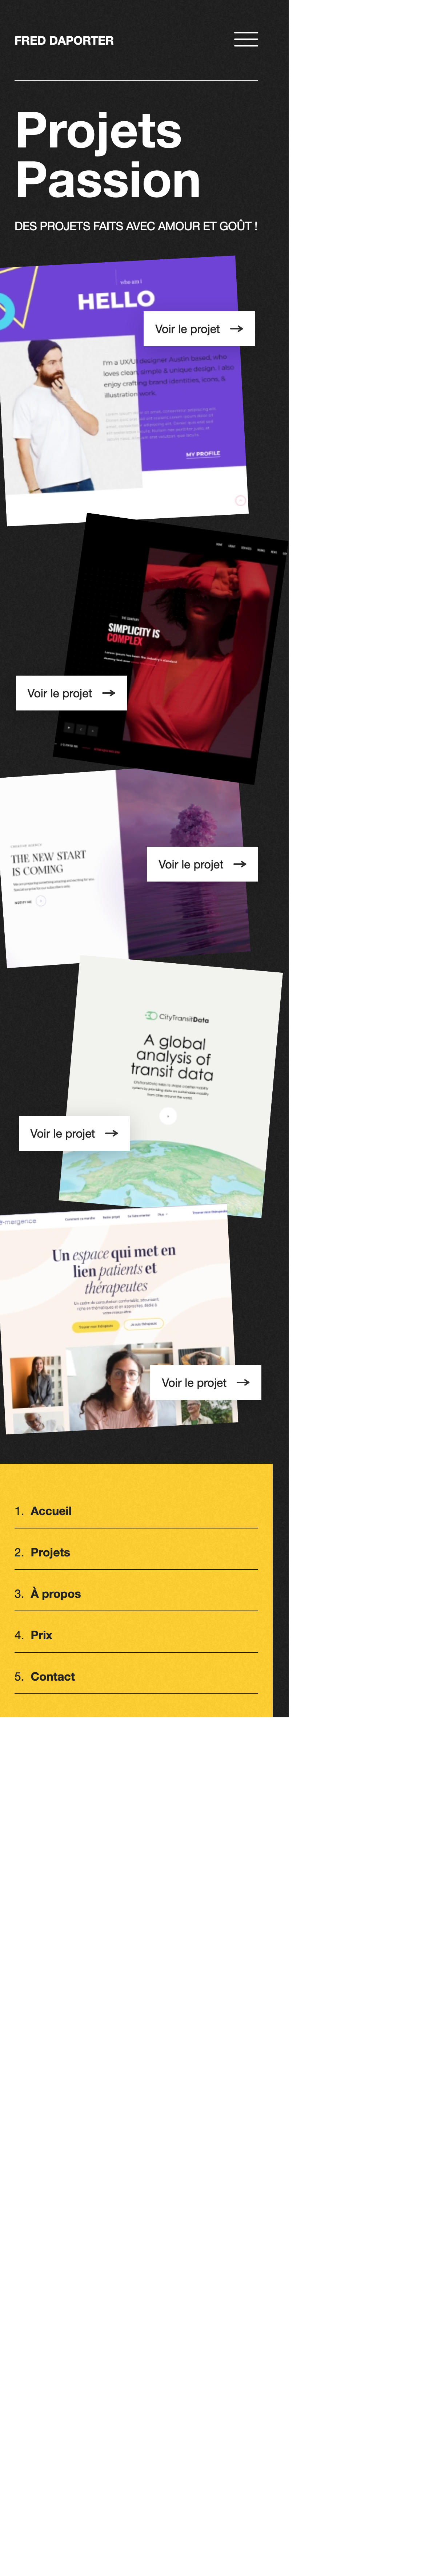 FRED DAPORTER
Projets
Passion
DES PROJETS FAITS AVEC AMOUR ET GOÛT !
who am i
HELLO
Voir le projet
I'm a UX/UI designer Austin based, who
loves clean, simple & unique design. I also
enjoy crafting brand identities, icons, &
illustration work.
MY PROFILE
SIMPLICITY IS
COMPLEX
Voir le projet
THE NEW START
IS COMING
Voir le projet
CityTransitData
A global
analysis of
transit data
Voir le projet
Un espace qui met en
lien patients et
thérapeutes
Voir le projet
1. Accueil
2. Projets
3. À propos
4. Prix
5. Contact